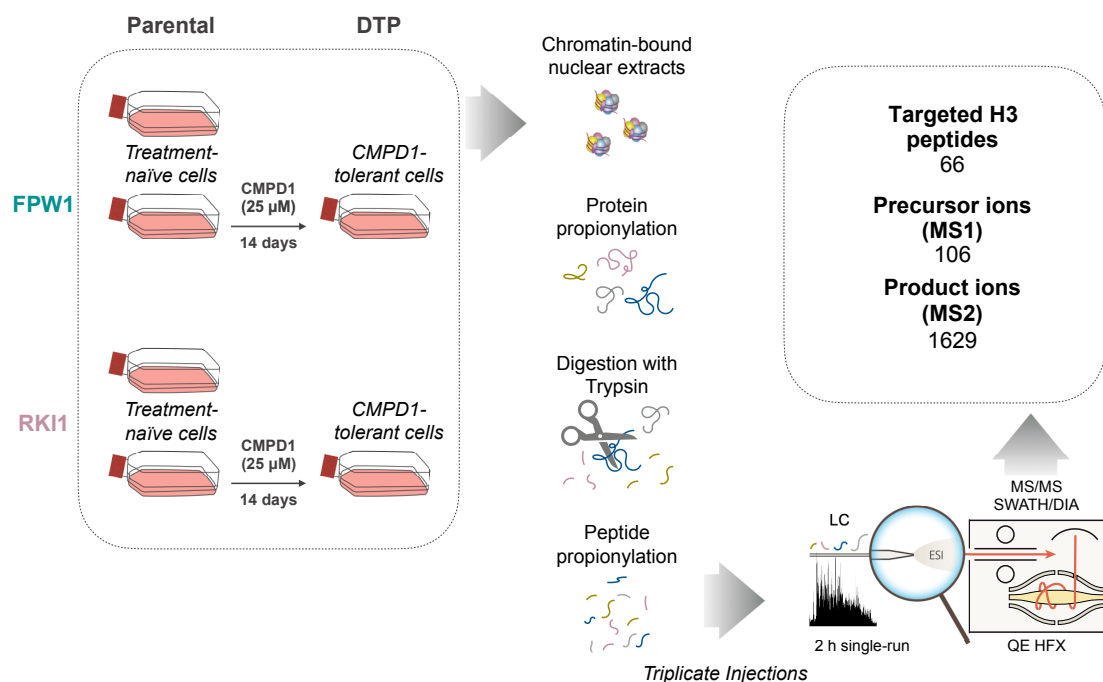 Parental
DTP
FPW1
Treatment-
naïve cells
CMPD1
(25 µM)
14 days
CMPD1-
tolerant cells
RKI1
Treatment-
naïve cells
CMPD1
(25 µM)
14 days
CMPD1-
tolerant cells
Chromatin-bound
nuclear extracts
Protein
propionylation
Digestion with
Trypsin
Peptide
propionylation
Triplicate Injections
LC
ESI
2 h single-run
QE HFX
MS/MS
SWATH/DIA
Targeted H3
peptides
66
Precursor ions
(MS1)
106
Product ions
(MS2)
1629